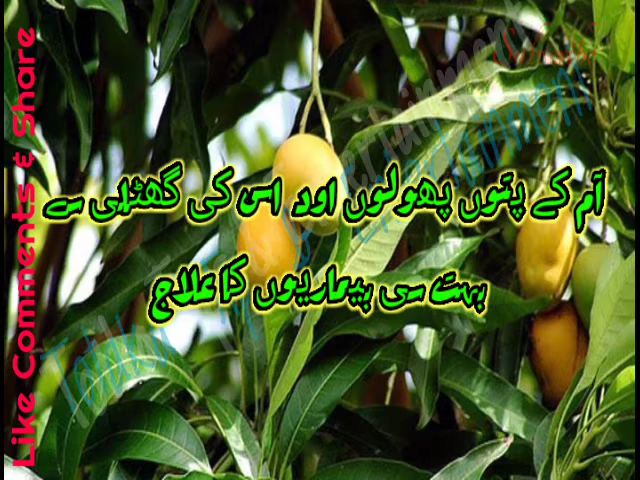 آم کے پتوں پھولوں اور اس کی گھٹلی سے
بہت سی بیماریوں کا علاج
Like Comments & Share